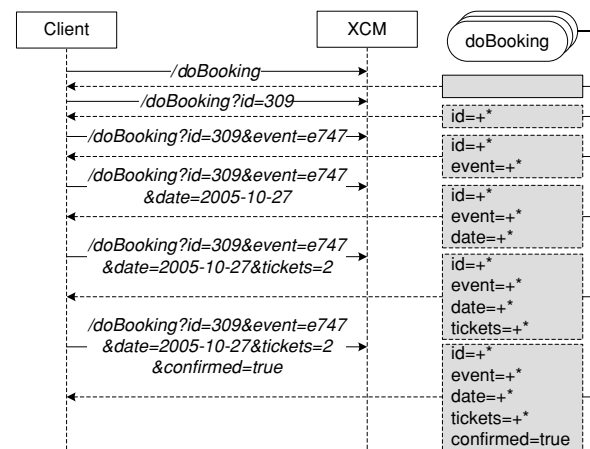 Client
XCM
doBooking
/doBooking
/doBooking?id=309
id=+*
/doBooking?id=309&event=e747
id=+*
event=+*
/doBooking?id=309&event=e747
&date=2005-10-27
id=+*
event=+*
date=+*
/doBooking?id=309&event=e747
&date=2005-10-27&tickets=2
id=+*
event=+*
date=+*
tickets=+*
/doBooking?id=309&event=e747
&date=2005-10-27&tickets=2
&confirmed=true
id=+*
event=+*
date=+*
tickets=+*
confirmed=true